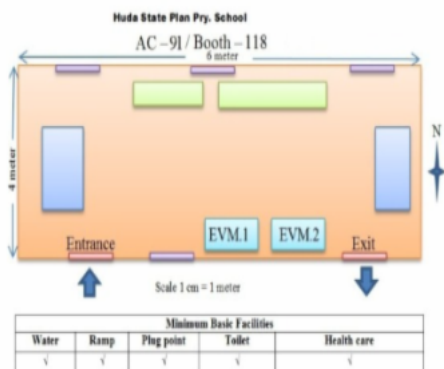 Huda State Plan Pry. School
AC – 91 / Booth – 118
6 meter
4 meter
N
EVM.1 EVM.2
Entrance Exit
Scale 1 cm = 1 meter
Minimum Basic Facilities
Water Ramp Plug point Toilet Health care
√ √ √ √ √